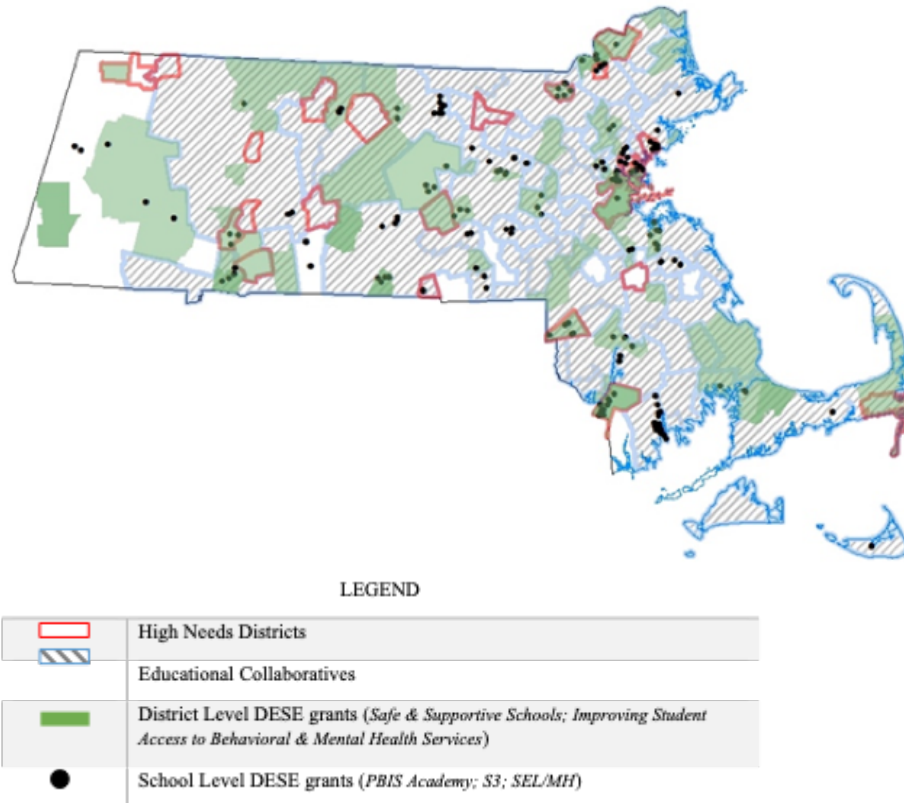 LEGEND
High Needs Districts
Educational Collaboratives
District Level DESE grants (Safe & Supportive Schools; Improving Student
Access to Behavioral & Mental Health Services)
School Level DESE grants (PBIS Academy; S3; SEL/MH)